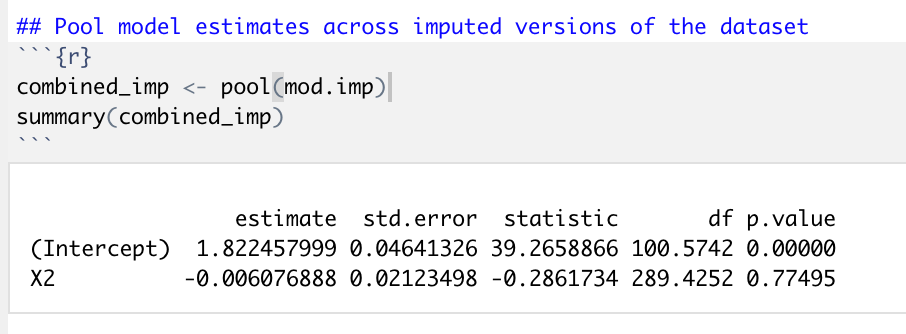 ## Pool model estimates across imputed versions of the dataset
```{r}
combined_imp <- pool(mod.imp)
summary(combined_imp)
```
estimate std.error statistic df p.value
(Intercept) 1.822457999 0.04641326 39.2658866 100.5742 0.00000
X2 -0.006076888 0.02123498 -0.2861734 289.4252 0.77495